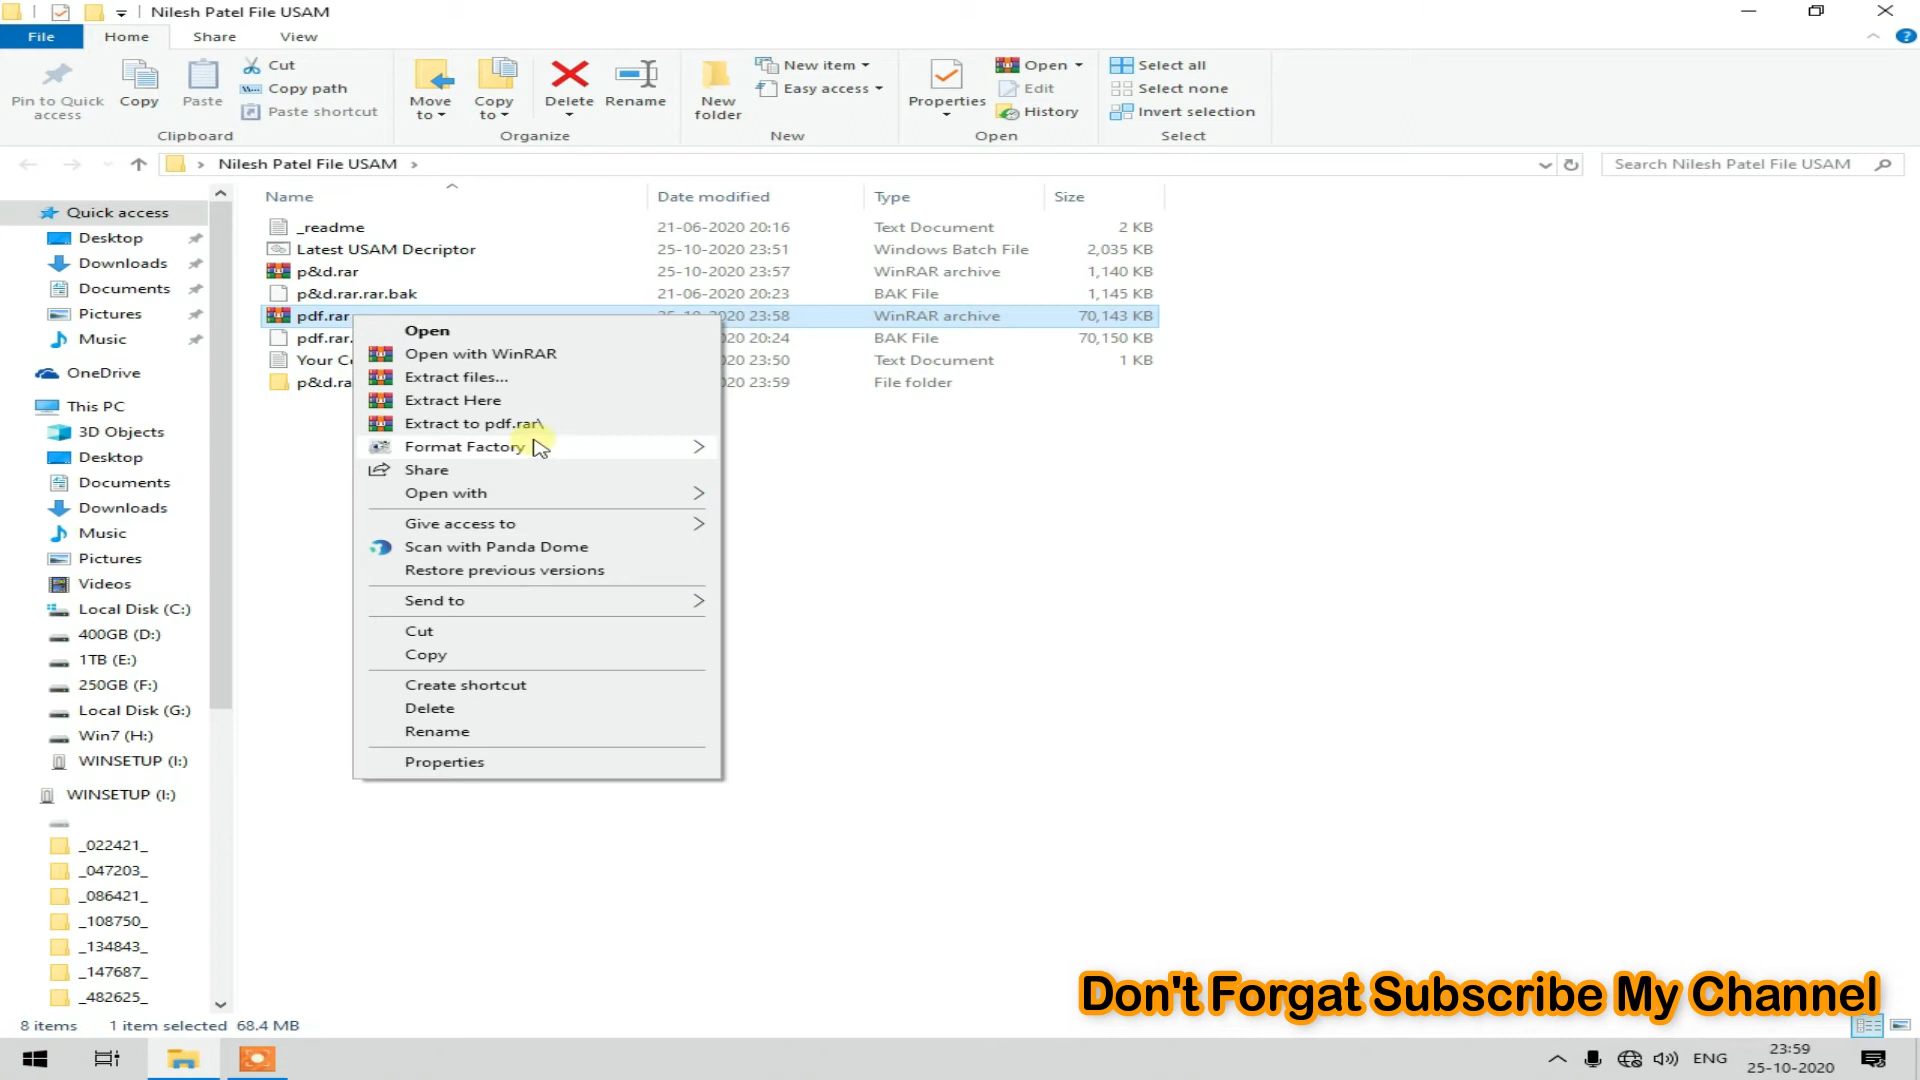 Nilesh Patel File USAM
File Home Share View
Pin to Quick access
Copy
Paste
Cut
Copy path
Paste shortcut
Clipboard
Move to
Copy to
Delete
Rename
Organize
New folder
New item
Easy access
New
Properties
Open
Edit
History
Open
Select all
Select none
Invert selection
Select
Nilesh Patel File USAM
Search Nilesh Patel File USAM
Name Date modified Type Size
_readme 21-06-2020 20:16 Text Document 2 KB
Latest USAM Decriptor 25-10-2020 23:51 Windows Batch File 2,035 KB
p&d.rar 25-10-2020 23:57 WinRAR archive 1,140 KB
p&d.rar.rar.bak 21-06-2020 20:23 BAK File 1,145 KB
pdf.rar 23:58 WinRAR archive 70,143 KB
pdf.rar. 20:24 BAK File 70,150 KB
Your 23:50 Text Document 1 KB
p&d.ra 23:59 File folder
Open
Open with WinRAR
Extract files...
Extract Here
Extract to pdf.rar\
Format Factory
Share
Open with
Give access to
Scan with Panda Dome
Restore previous versions
Send to
Cut
Copy
Create shortcut
Delete
Rename
Properties
Quick access
Desktop
Downloads
Documents
Pictures
Music
OneDrive
This PC
3D Objects
Desktop
Documents
Downloads
Music
Pictures
Videos
Local Disk (C:)
400GB (D:)
1TB (E:)
250GB (F:)
Local Disk (G:)
Win7 (H:)
WINSETUP (I:)
WINSETUP (I:)
_022421_
_047203_
_086421_
_108750_
_134843_
_147687_
_482625_
Don't Forgat Subscribe My Channel
8 items 1 item selected 68.4 MB
ENG
23:59
25-10-2020